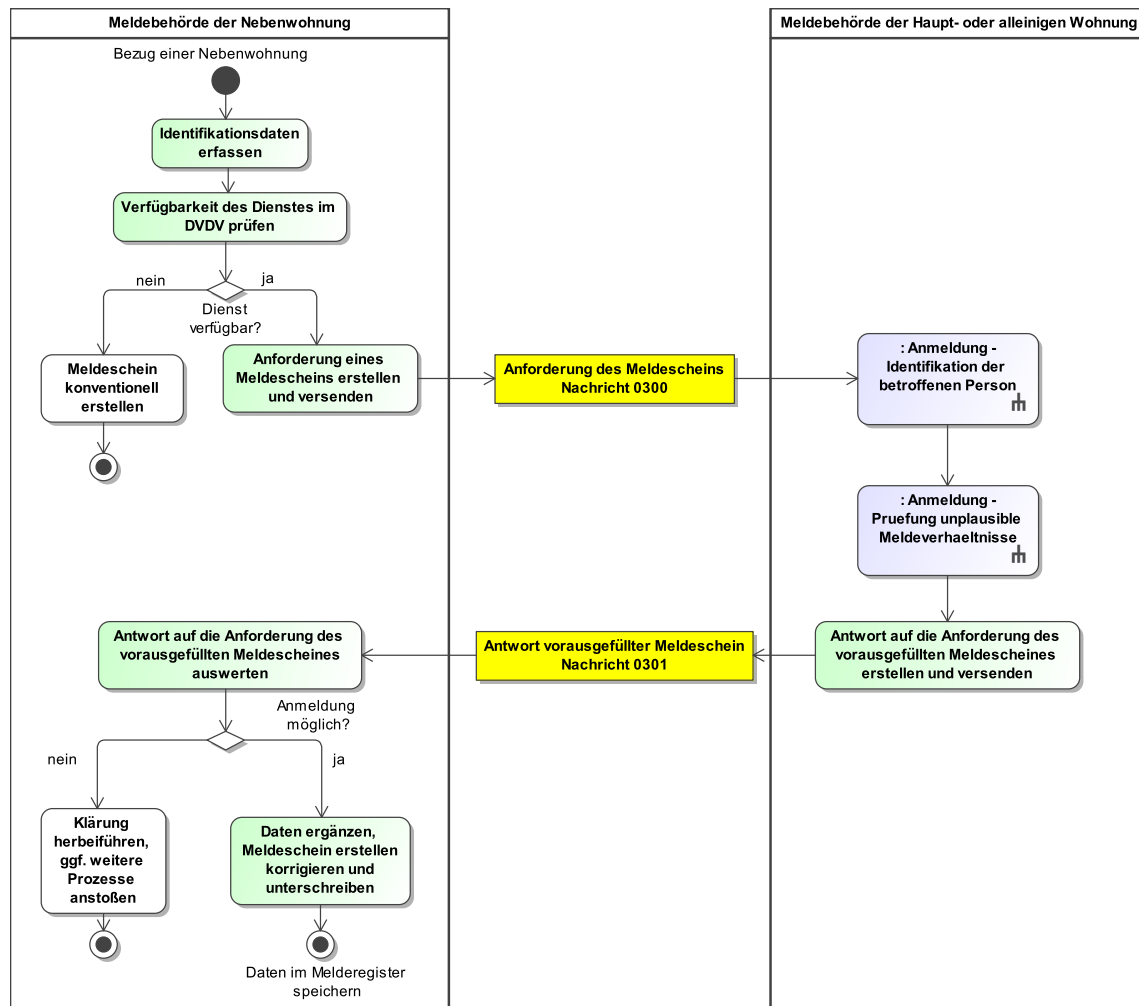 Meldebehörde der Nebenwohnung
Meldebehörde der Haupt- oder alleinigen Wohnung
Bezug einer Nebenwohnung
Identifikationsdaten
erfassen
Verfügbarkeit des Dienstes im
DVDV prüfen
nein
ja
Dienst
verfügbar?
Meldeschein
konventionell
erstellen
Anforderung eines
Meldescheins erstellen
und versenden
Anforderung des Meldescheins
Nachricht 0300
: Anmeldung -
Identifikation der
betroffenen Person
: Anmeldung -
Pruefung unplausible
Meldeverhaeltnisse
Antwort auf die Anforderung des
vorausgefüllten Meldescheines
erstellen und versenden
Antwort vorausgefüllter Meldeschein
Nachricht 0301
Antwort auf die Anforderung des
vorausgefüllten Meldescheines
auswerten
Anmeldung
möglich?
nein
ja
Klärung
herbeiführen,
ggf. weitere
Prozesse
anstoßen
Daten ergänzen,
Meldeschein erstellen
korrigieren und
unterschreiben
Daten im Melderegister
speichern